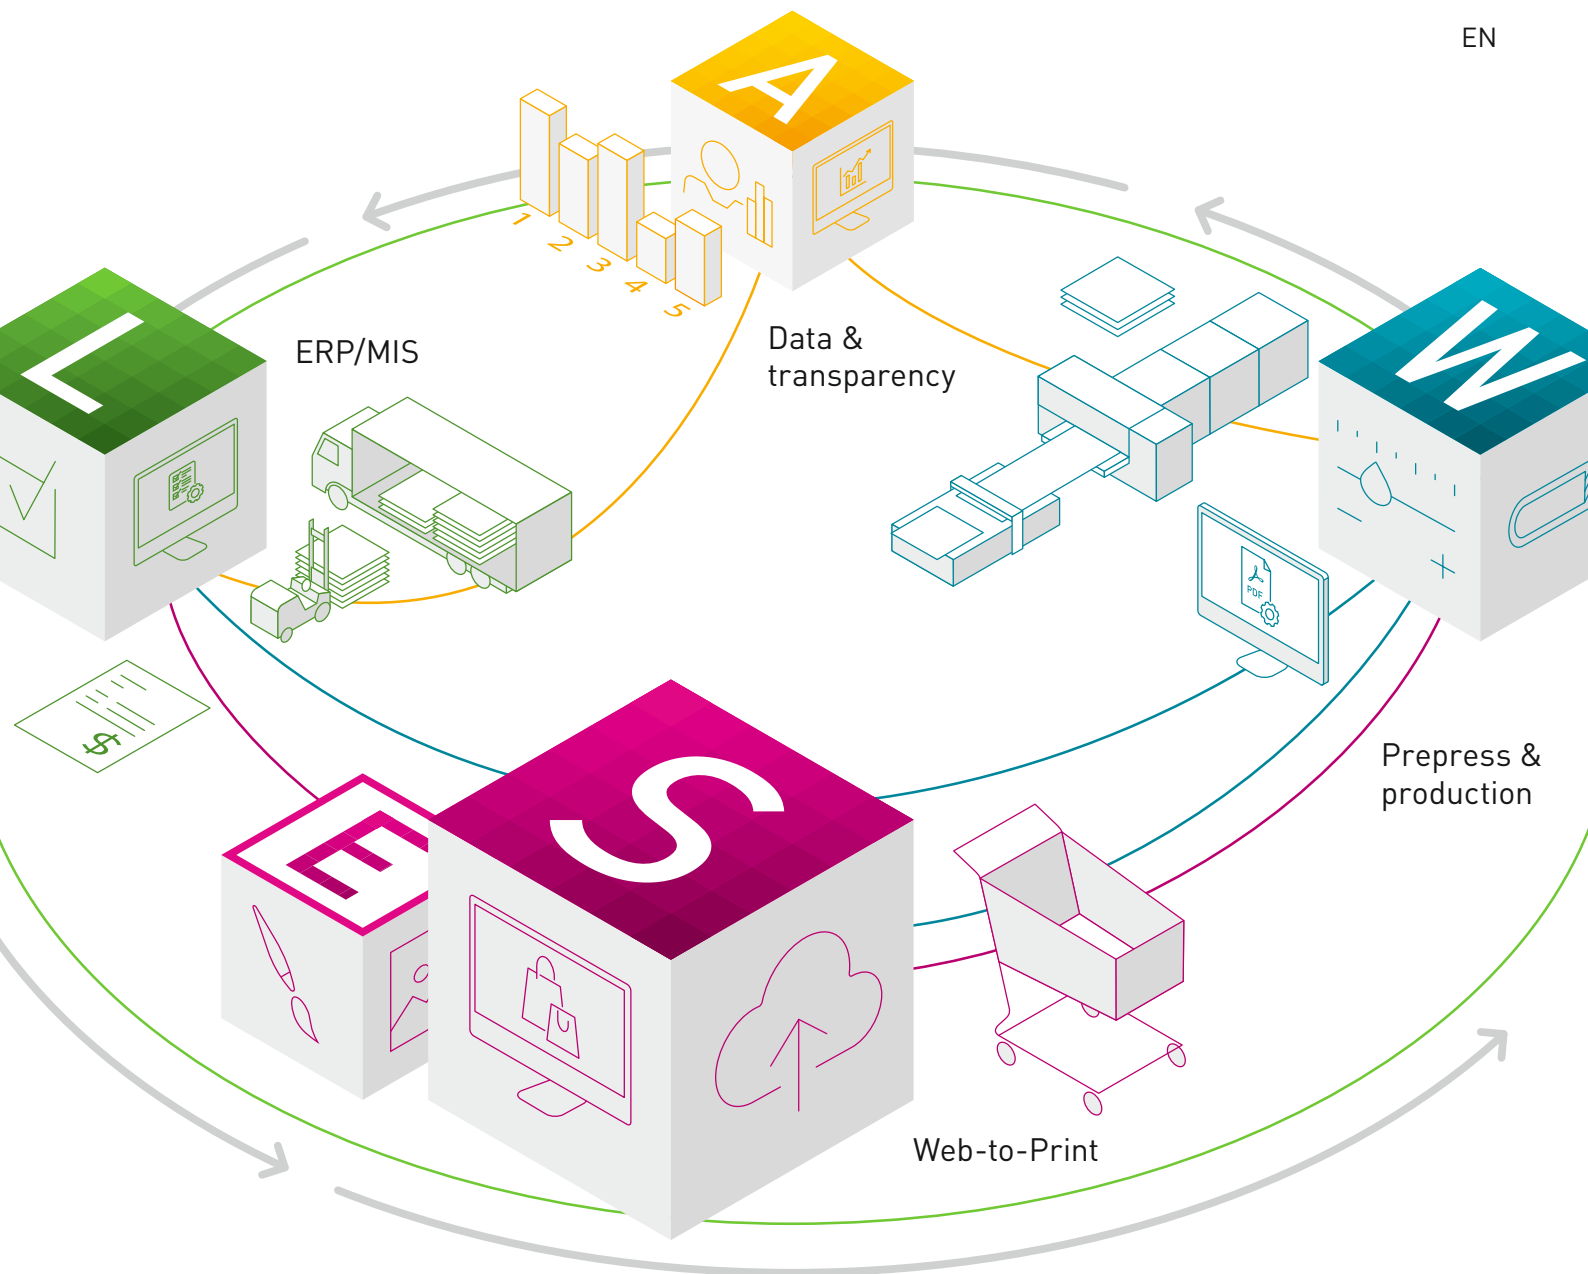 EN
A
1
2
3
4
5
L
ERP/MIS
Data &
transparency
W
PDF
$
S
E
Prepress &
production
Web-to-Print